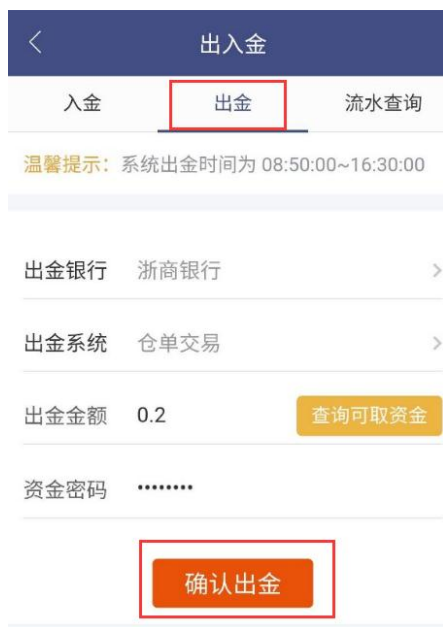 出入金
入金 出金 流水查询
温馨提示: 系统出金时间为 08:50:00~16:30:00
出金银行 浙商银行
出金系统 仓单交易
出金金额 0.2 查询可取资金
资金密码 ••••••••
确认出金